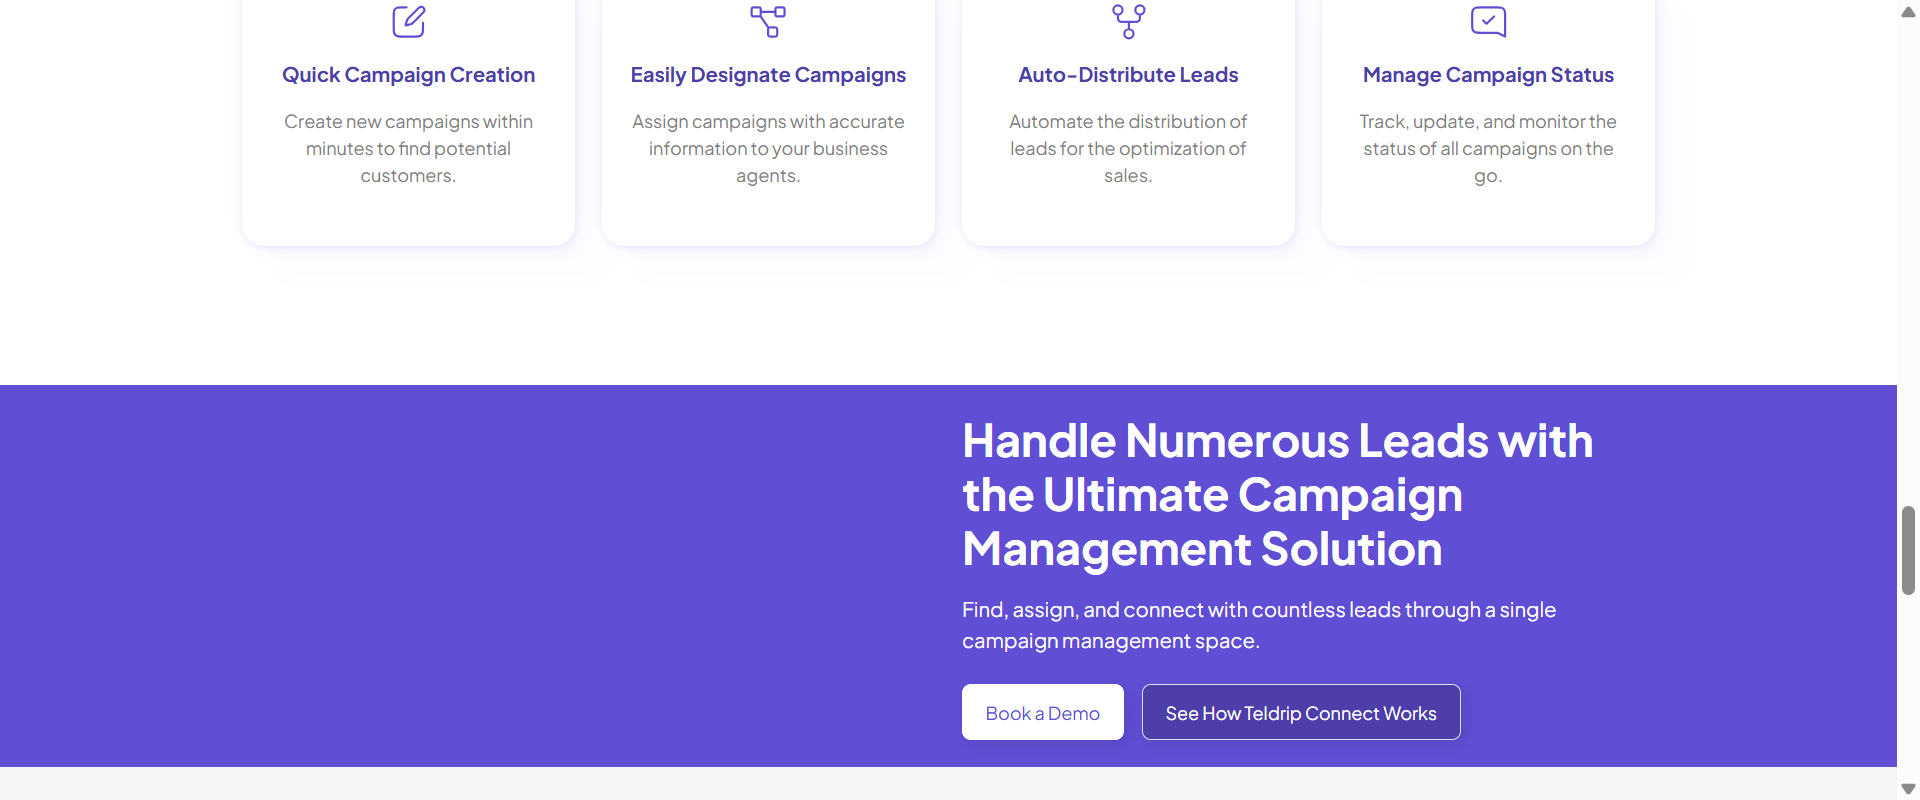 Quick Campaign Creation
Create new campaigns within
minutes to find potential
customers.
Easily Designate Campaigns
Assign campaigns with accurate
information to your business
agents.
Auto-Distribute Leads
Automate the distribution of
leads for the optimization of
sales.
Manage Campaign Status
Track, update, and monitor the
status of all campaigns on the
go.
Handle Numerous Leads with
the Ultimate Campaign
Management Solution
Find, assign, and connect with countless leads through a single
campaign management space.
Book a Demo
See How Teldrip Connect Works